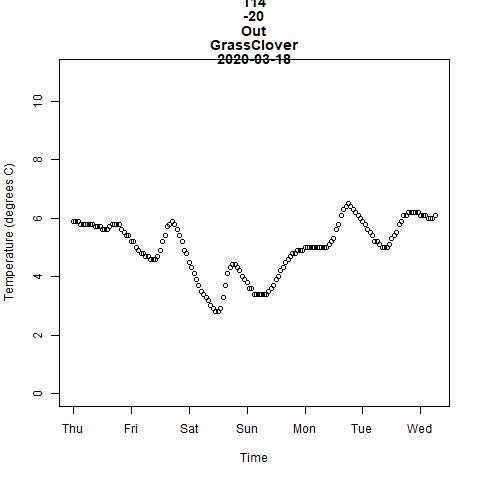 T14
-20
Out
GrassClover
2020-03-18
Temperature (degrees C)
10
8
6
4
2
0
Thu Fri Sat Sun Mon Tue Wed
Time